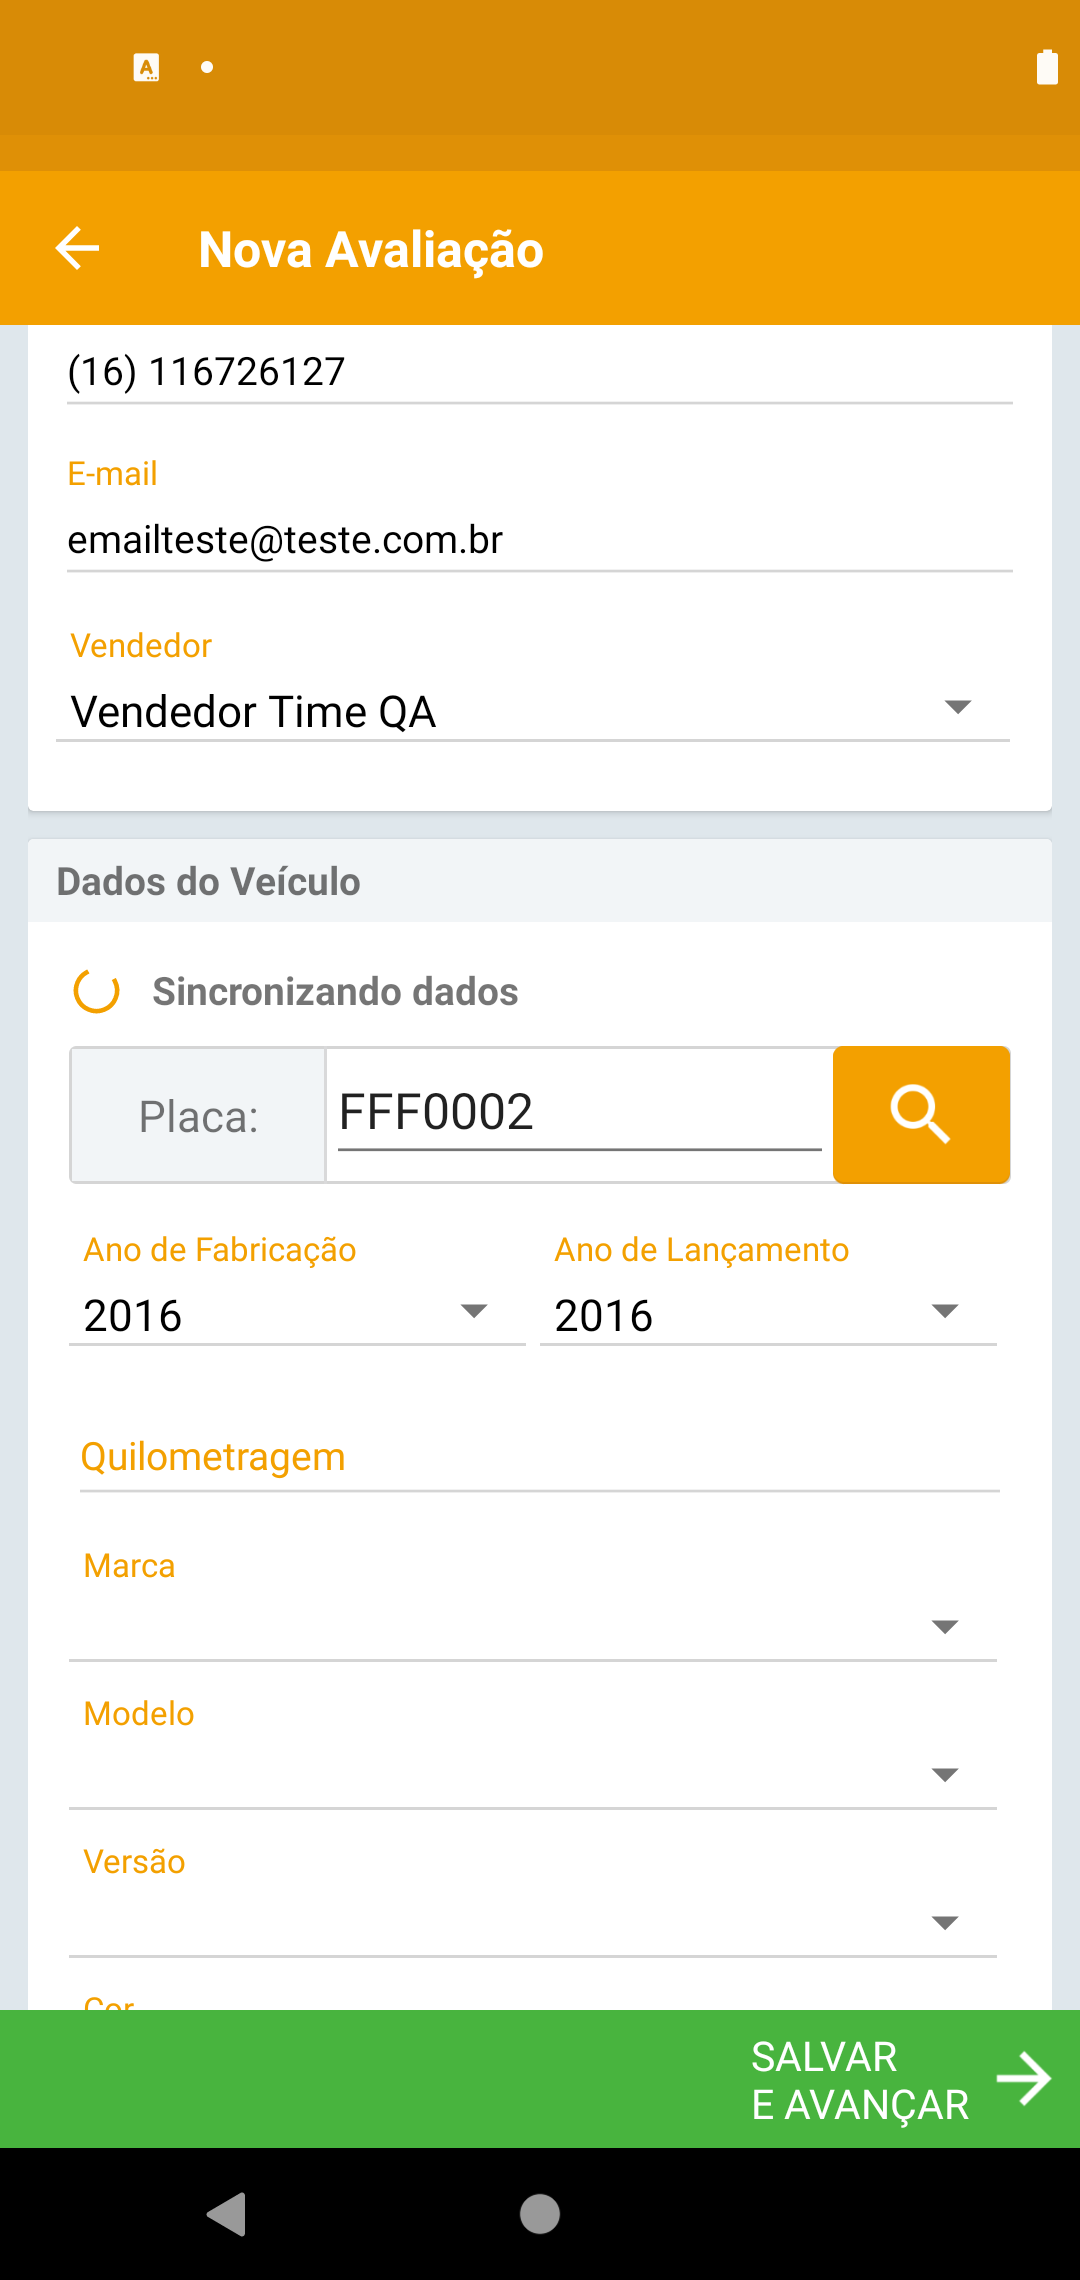 Nova Avaliação
(16) 116726127
E-mail
emailteste@teste.com.br
Vendedor
Vendedor Time QA
Dados do Veículo
Sincronizando dados
Placa: FFF0002
Ano de Fabricação Ano de Lançamento
2016 2016
Quilometragem
Marca
Modelo
Versão
Cor
SALVAR
E AVANÇAR